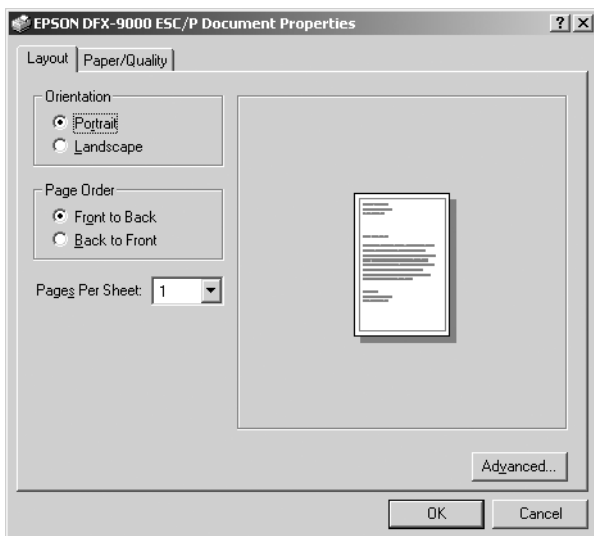 EPSON DFX-9000 ESC/P Document Properties
Layout
Paper/Quality
Orientation
Portrait
Landscape
Page Order
Front to Back
Back to Front
Pages Per Sheet: 1
Advanced...
OK
Cancel